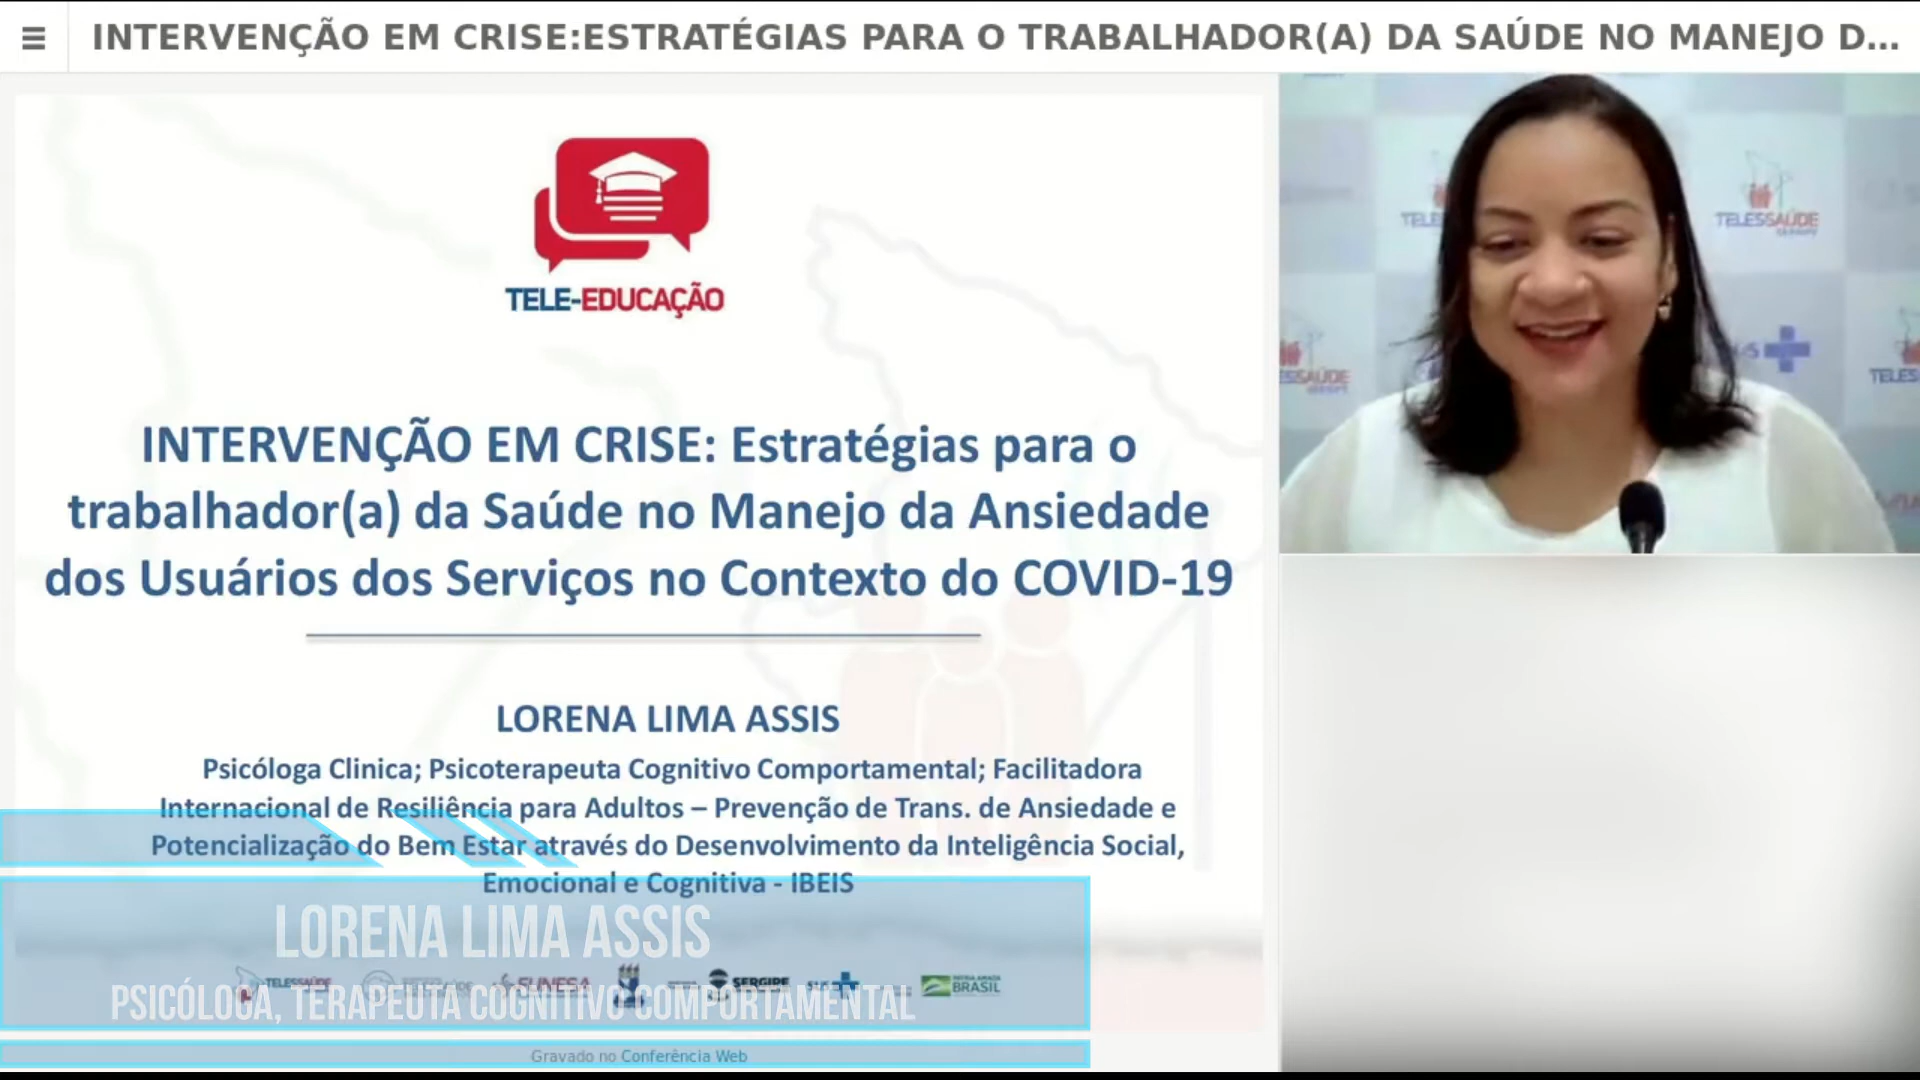 INTERVENÇÃO EM CRISE:ESTRATÉGIAS PARA O TRABALHADOR(A) DA SAÚDE NO MANEJO D...
TELE-EDUCAÇÃO
INTERVENÇÃO EM CRISE: Estratégias para o
trabalhador(a) da Saúde no Manejo da Ansiedade
dos Usuários dos Serviços no Contexto do COVID-19
LORENA LIMA ASSIS
Psicóloga Clinica; Psicoterapeuta Cognitivo Comportamental; Facilitadora
Internacional de Resiliência para Adultos – Prevenção de Trans. de Ansiedade e
Potencialização do Bem Estar através do Desenvolvimento da Inteligência Social,
Emocional e Cognitiva - IBEIS
LORENA LIMA ASSIS
TELESSAÚDE
FUNESA
SERGIPE
SUS
BRASIL
PSICÓLOGA, TERAPEUTA COGNITIVO COMPORTAMENTAL
Gravado no Conferência Web
TELESSAÚDE